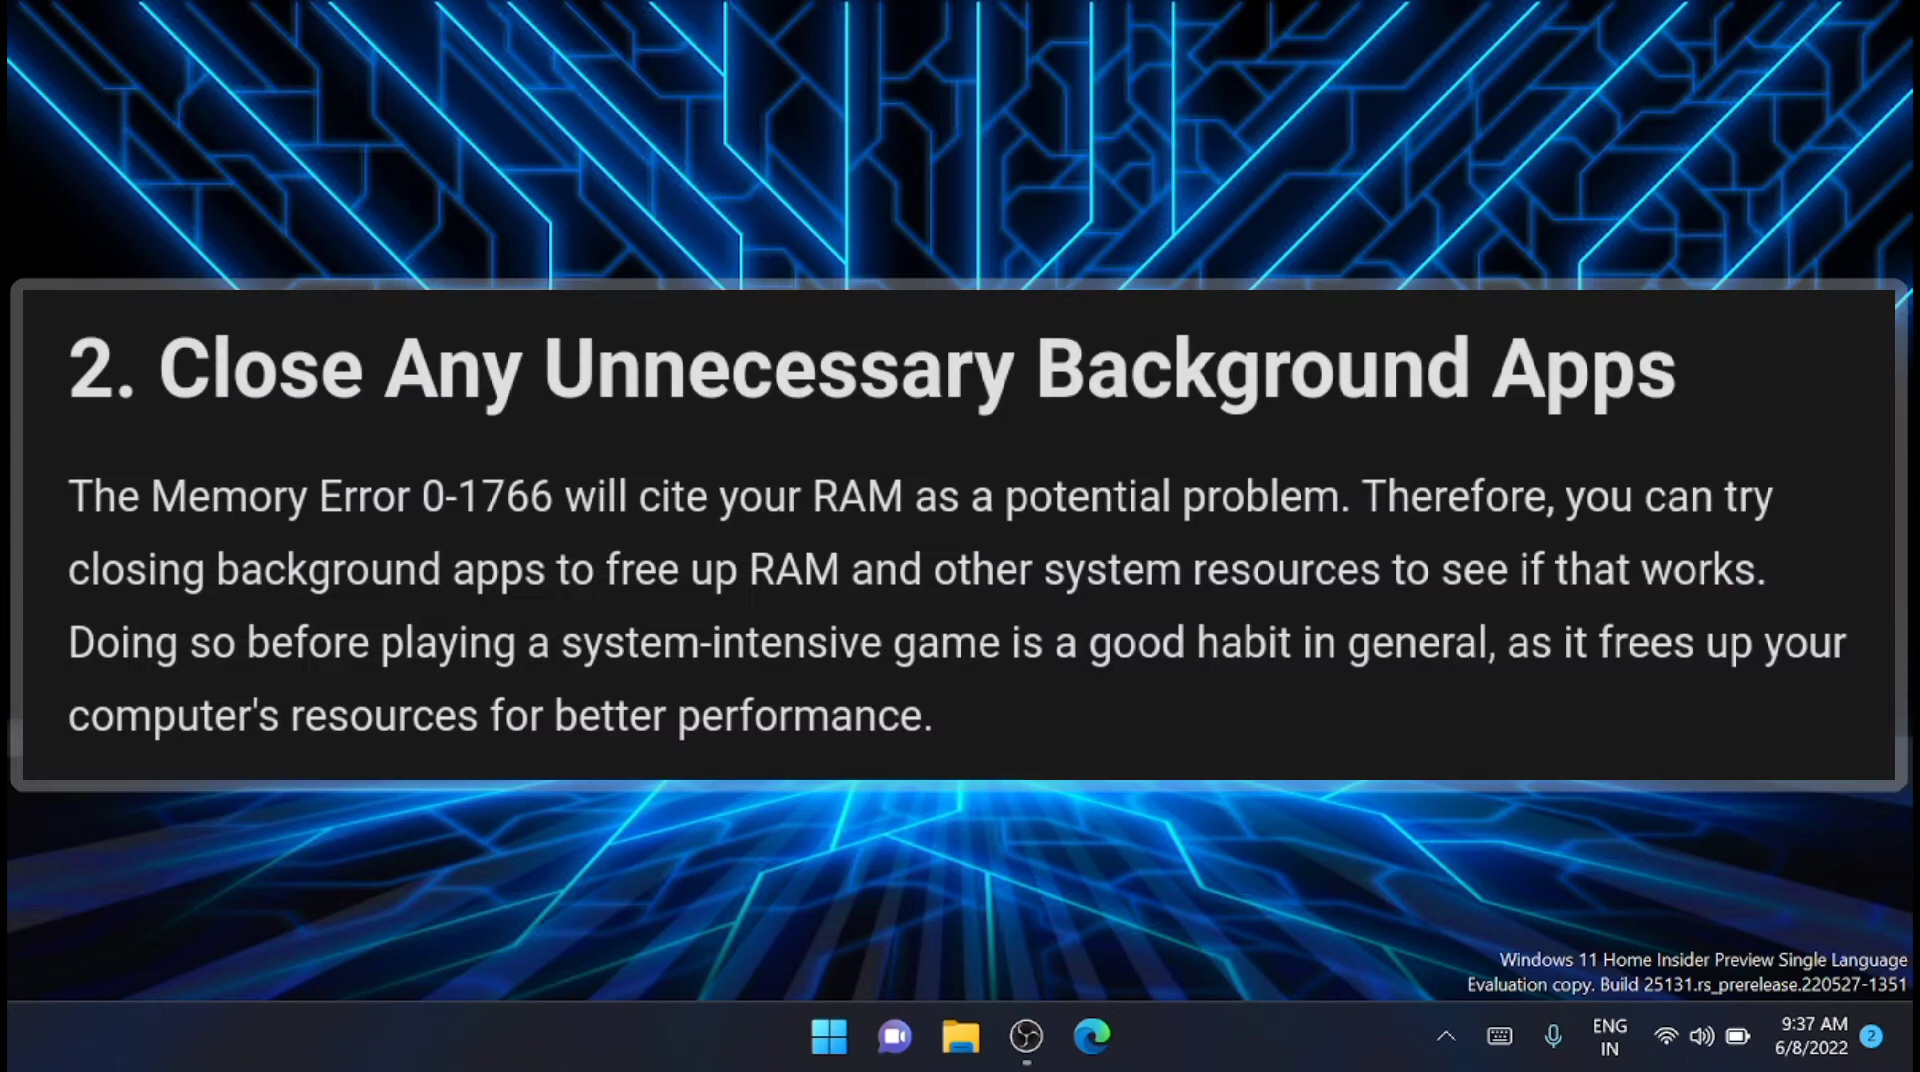 2. Close Any Unnecessary Background Apps
The Memory Error 0-1766 will cite your RAM as a potential problem. Therefore, you can try
closing background apps to free up RAM and other system resources to see if that works.
Doing so before playing a system-intensive game is a good habit in general, as it frees up your
computer's resources for better performance.
Windows 11 Home Insider Preview Single Language
Evaluation copy. Build 25131.rs_prerelease.220527-1351
ENG
IN
9:37 AM
6/8/2022
2